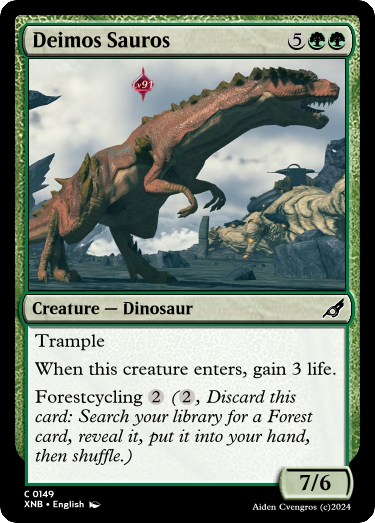 Deimos Sauros 5
Lv91
Creature — Dinosaur
Trample
When this creature enters, gain 3 life.
Forestcycling 2 (2, Discard this
card: Search your library for a Forest
card, reveal it, put it into your hand,
then shuffle.)
7/6
C 0149
XNB • English
Aiden Cvengros (c)2024